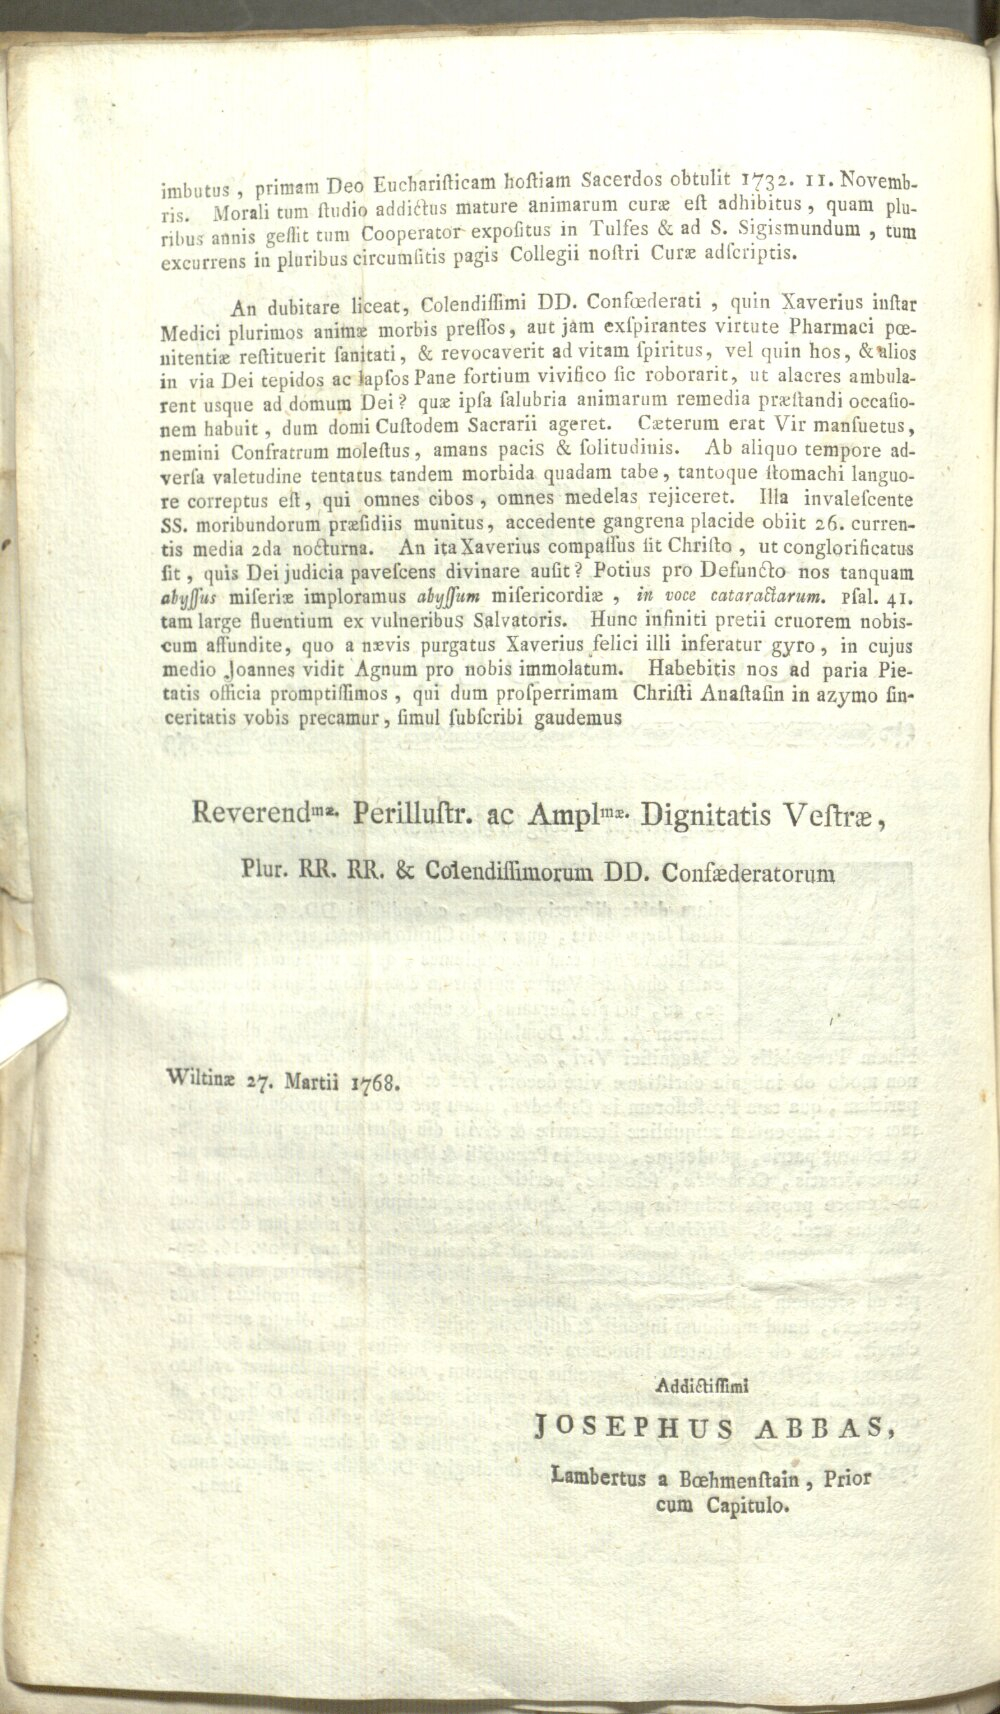 imbutus, primam Deo Euchariſticam hoſtiam Sacerdos obtulit 1732. 11. Novemb-
ris. Morali tum ſtudio addictus mature animarum curæ eſt adhibitus, quam plu-
ribus annis geſſit tum Cooperator expoſitus in Tulfes & ad S. Sigismundum, tum
excurrens in pluribus circumſitis pagis Collegii noſtri Curæ adſcriptis.
An dubitare liceat, Colendiſſimi DD. Confœderati, quin Xaverius inſtar
Medici plurimos animæ morbis preſſos, aut jam exſpirantes virtute Pharmaci pœ-
nitentiæ reſtituerit ſanitati, & revocaverit ad vitam ſpiritus, vel quin hos, & alios
in via Dei tepidos ac lapſos Pane fortium vivifico ſic roborarit, ut alacres ambula-
rent usque ad domum Dei? quæ ipſa ſalubria animarum remedia præſtandi occaſio-
nem habuit, dum domi Cuſtodem Sacrarii ageret. Cæterum erat Vir manſuetus,
nemini Confratrum moleſtus, amans pacis & ſolitudinis. Ab aliquo tempore ad-
verſa valetudine tentatus tandem morbida quadam tabe, tantoque ſtomachi languo-
re correptus eſt, qui omnes cibos, omnes medelas rejiceret. Illa invaleſcente
SS. moribundorum præſidiis munitus, accedente gangrena placide obiit 26. curren-
tis media 2da nocturna. An ita Xaverius compaſſus ſit Chriſto, ut conglorificatus
ſit, quis Dei judicia paveſcens divinare auſit? Potius pro Defuncto nos tanquam
abyſſus miſeriæ imploramus abyſſum miſericordiæ, in voce cataractarum. Pſal. 41.
tam large fluentium ex vulneribus Salvatoris. Hunc infiniti pretii cruorem nobis-
cum affundite, quo a nævis purgatus Xaverius felici illi inferatur gyro, in cujus
medio Joannes vidit Agnum pro nobis immolatum. Habebitis nos ad paria Pie-
tatis officia promptiſſimos, qui dum proſperrimam Chriſti Anaſtaſin in azymo ſin-
ceritatis vobis precamur, ſimul ſubſcribi gaudemus
Reverendmæ. Perilluſtr. ac Amplmæ. Dignitatis Veſtræ,
Plur. RR. RR. & Colendiſſimorum DD. Confæderatorum
Wiltinæ 27. Martii 1768.
Addictiſſimi
JOSEPHUS ABBAS,
Lambertus a Bœhmenſtain, Prior
cum Capitulo.